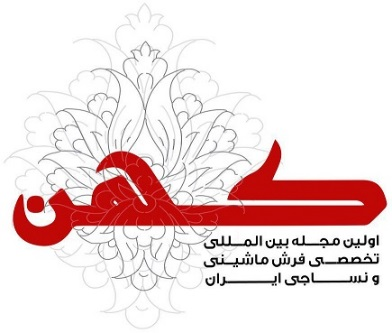 کهن
اولین مجله بین المللی
تخصصی فرش ماشینی
و نساجی ایران